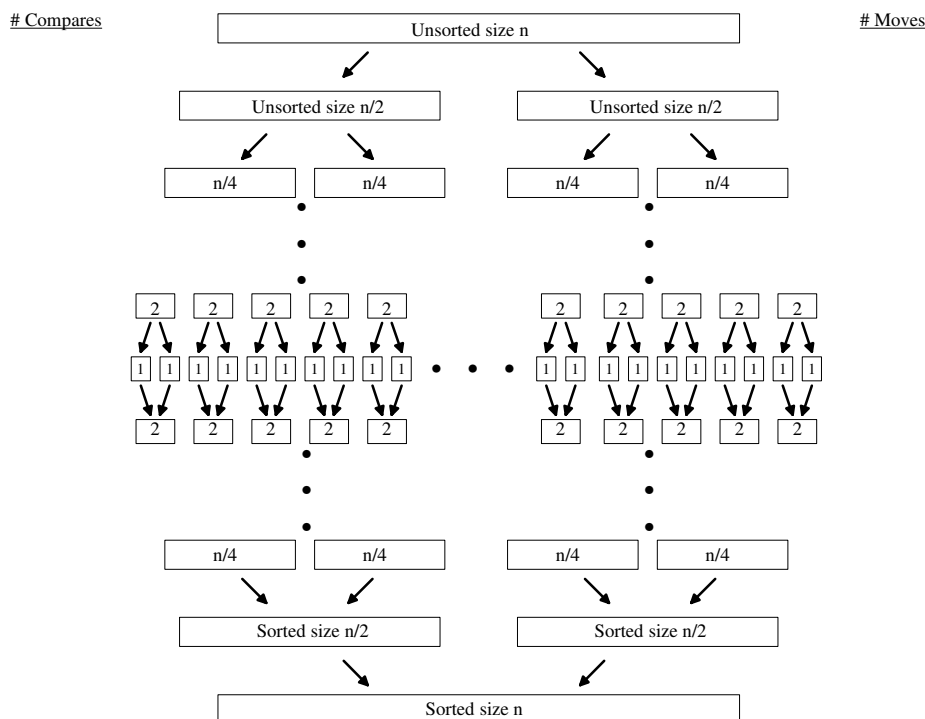 # Compares Unsorted size n # Moves
Unsorted size n/2 Unsorted size n/2
n/4 n/4 n/4 n/4
2 2 2 2 2 2 2 2 2 2
1 1 1 1 1 1 1 1 1 1 1 1 1 1 1 1 1 1 1 1
2 2 2 2 2 2 2 2 2 2
n/4 n/4 n/4 n/4
Sorted size n/2 Sorted size n/2
Sorted size n